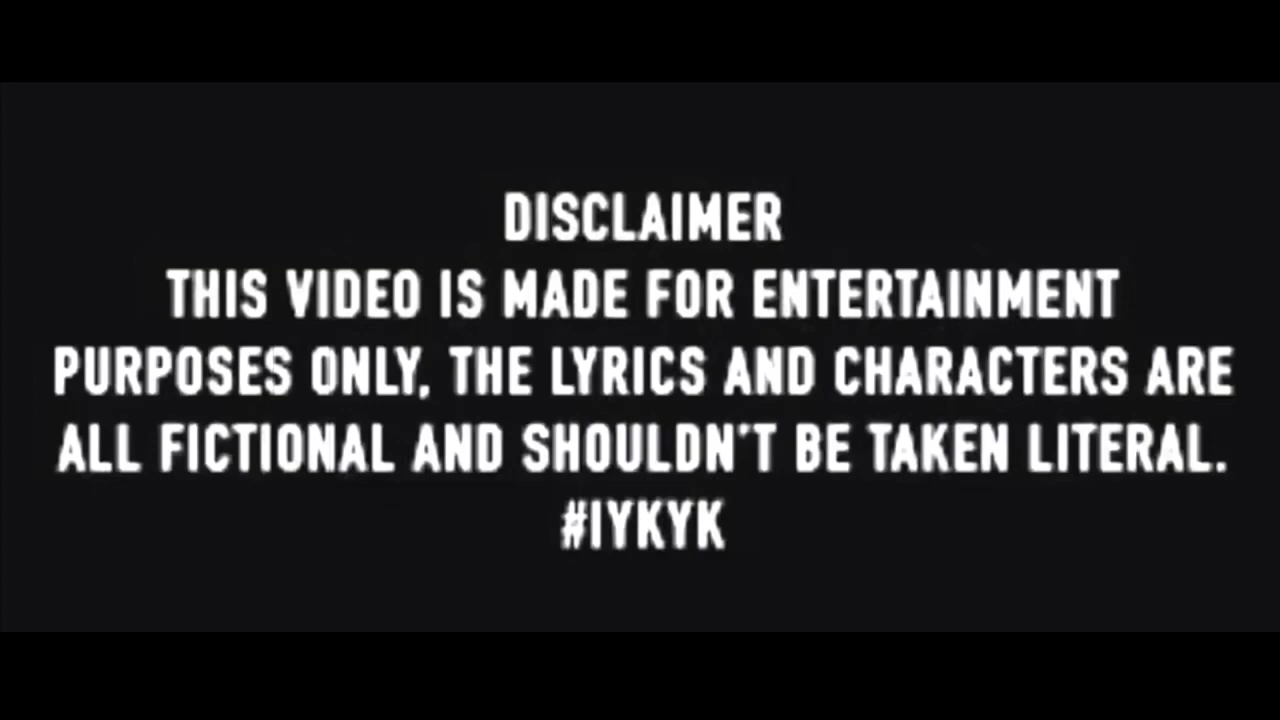 DISCLAIMER
THIS VIDEO IS MADE FOR ENTERTAINMENT
PURPOSES ONLY, THE LYRICS AND CHARACTERS ARE
ALL FICTIONAL AND SHOULDN'T BE TAKEN LITERAL.
#IYKYK